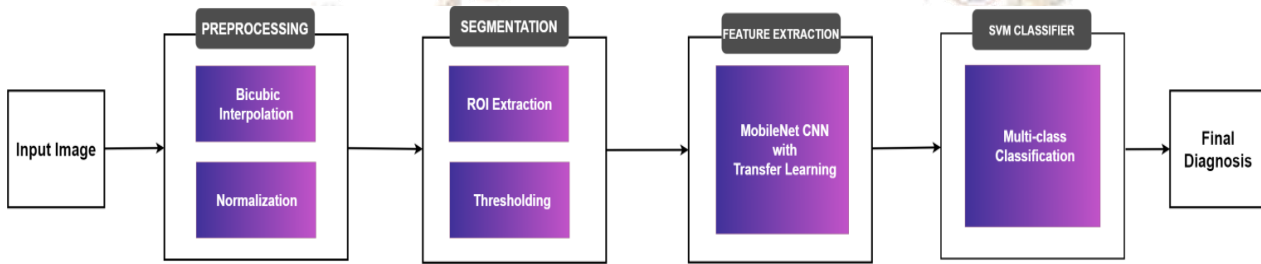 Input Image
PREPROCESSING
Bicubic
Interpolation
Normalization
SEGMENTATION
ROI Extraction
Thresholding
FEATURE EXTRACTION
MobileNet CNN
with
Transfer Learning
SVM CLASSIFIER
Multi-class
Classification
Final
Diagnosis